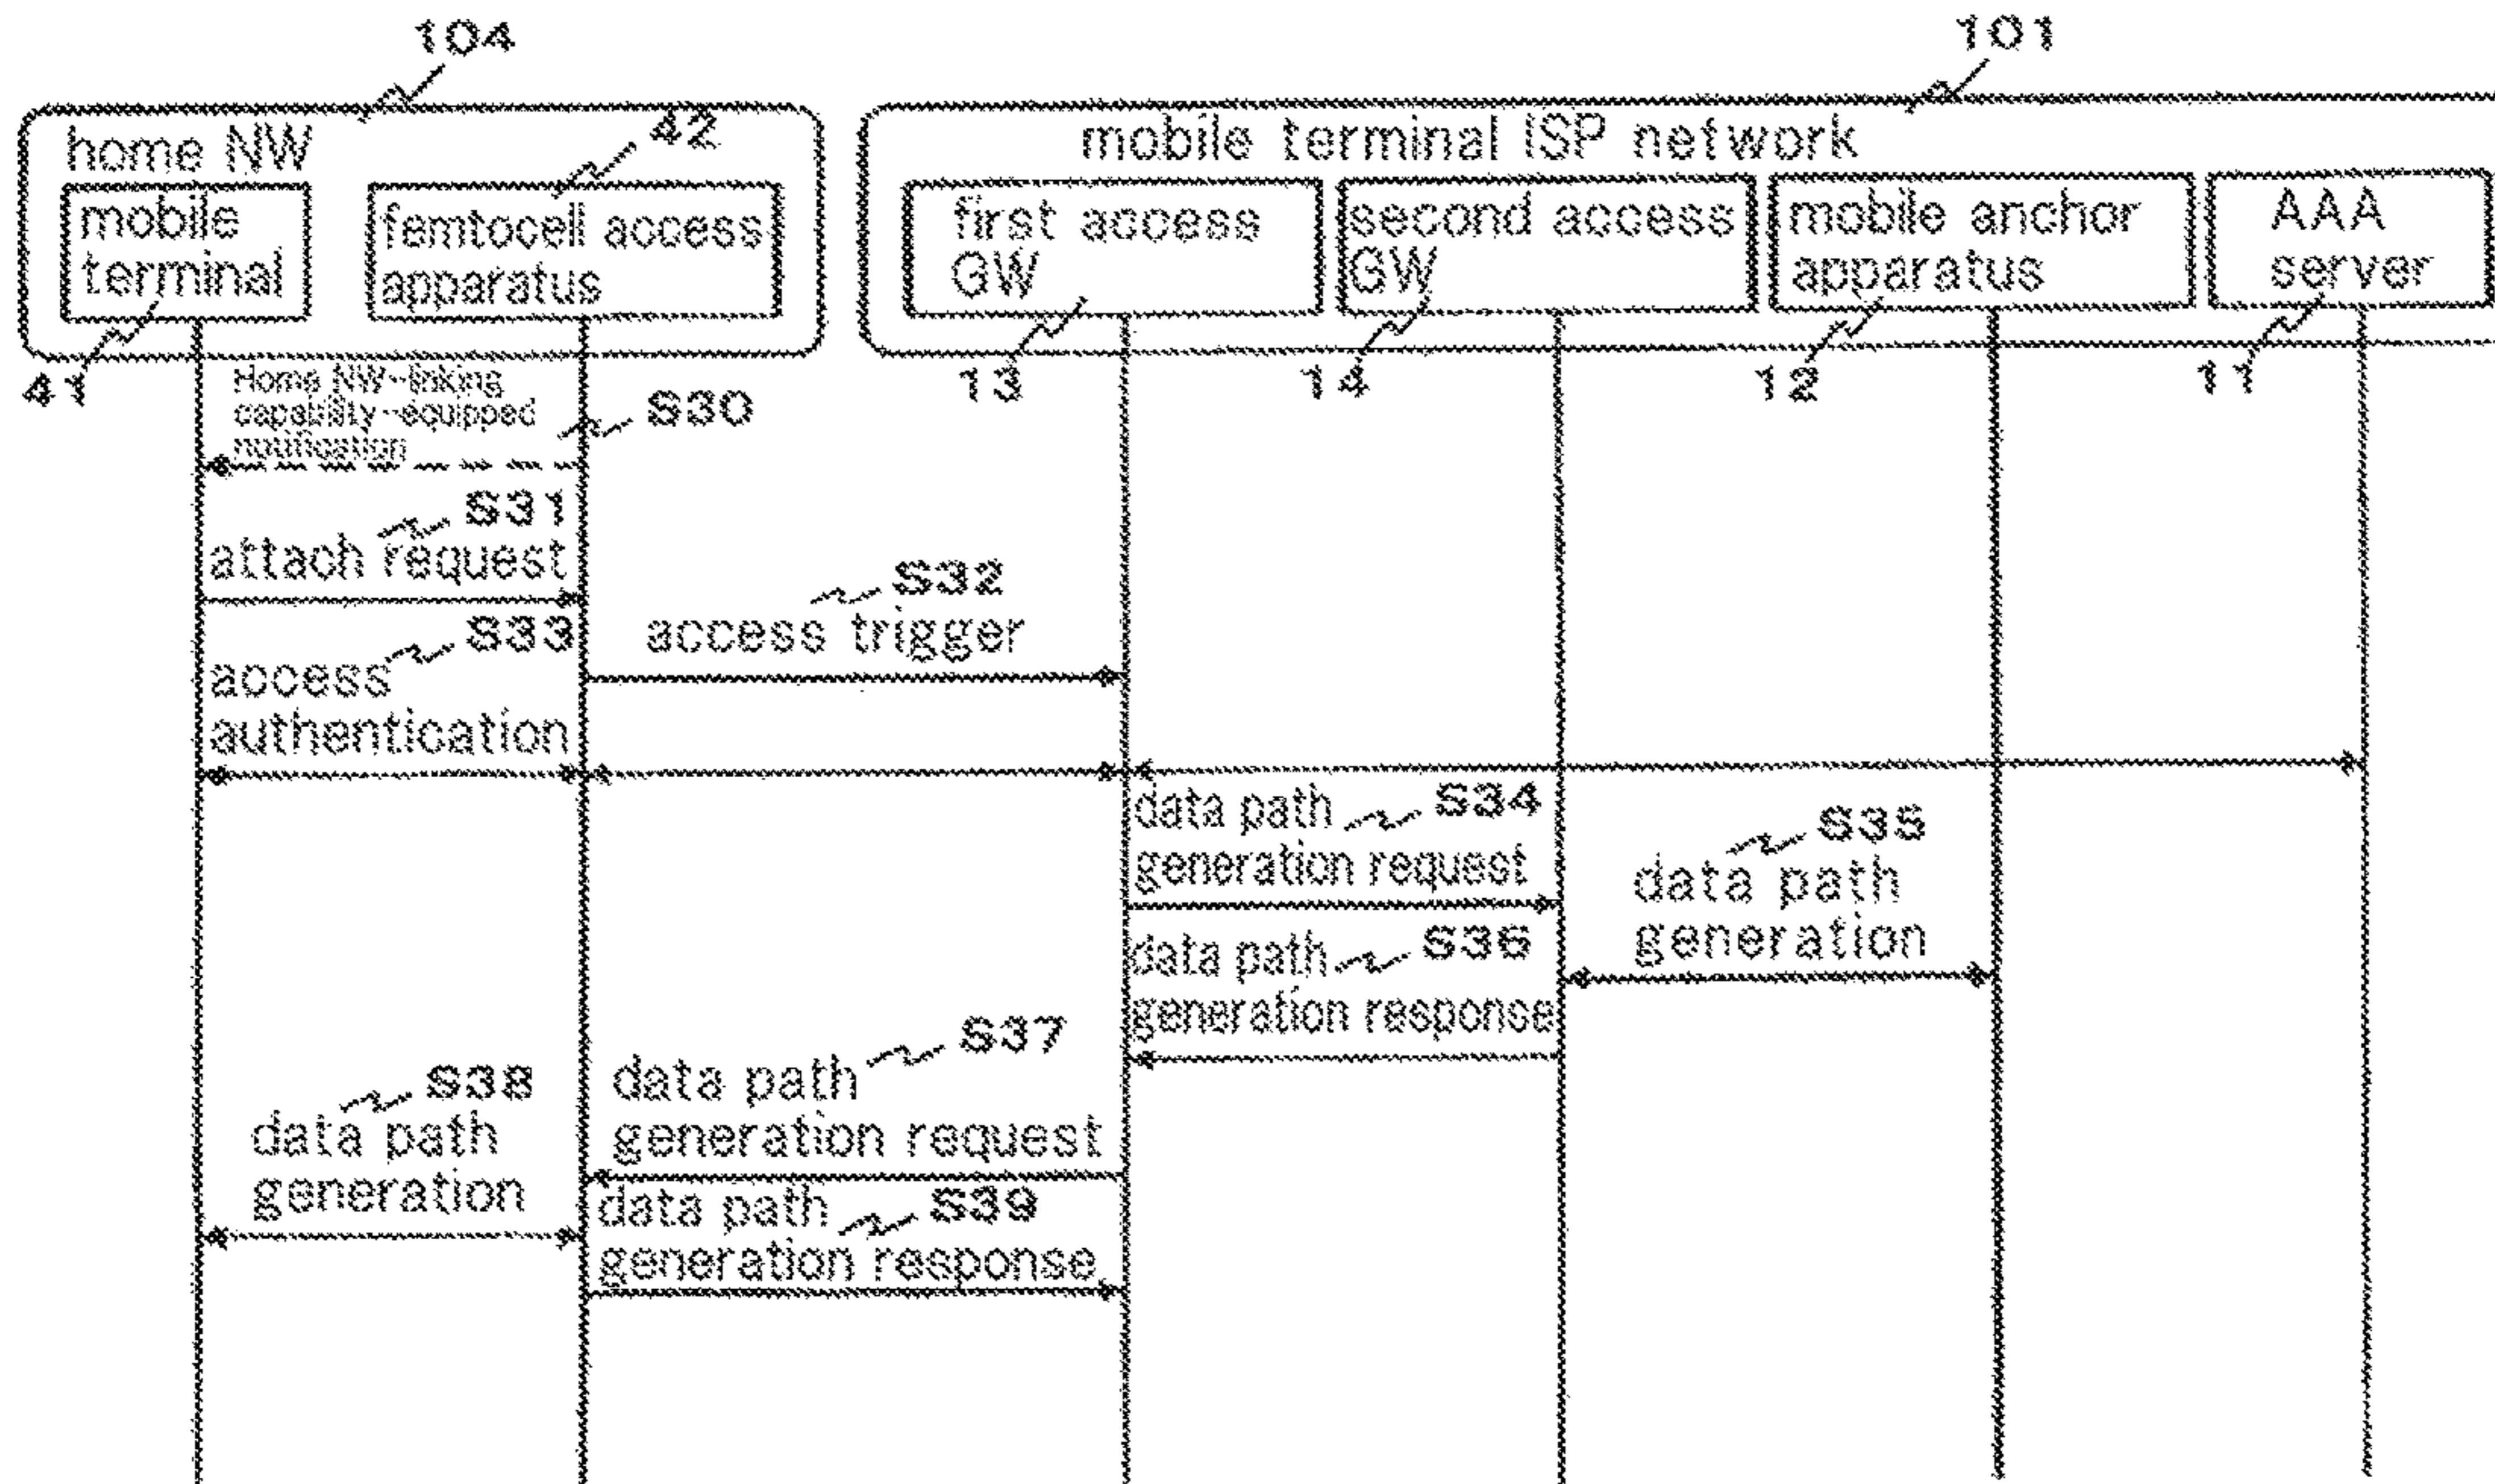 104
101
home NW
42
mobile terminal ISP network
mobile
terminal
femtocell access
apparatus
first access
GW
second access
GW
mobile anchor
apparatus
AAA
server
41
13
14
12
11
Home NW-linking
capability-equipped
notification
S30
S31
attach request
S32
access trigger
S33
access
authentication
data path
generation request
S34
S35
data path
generation
data path
generation response
S36
S37
data path
generation request
S38
data path
generation
data path
generation response
S39